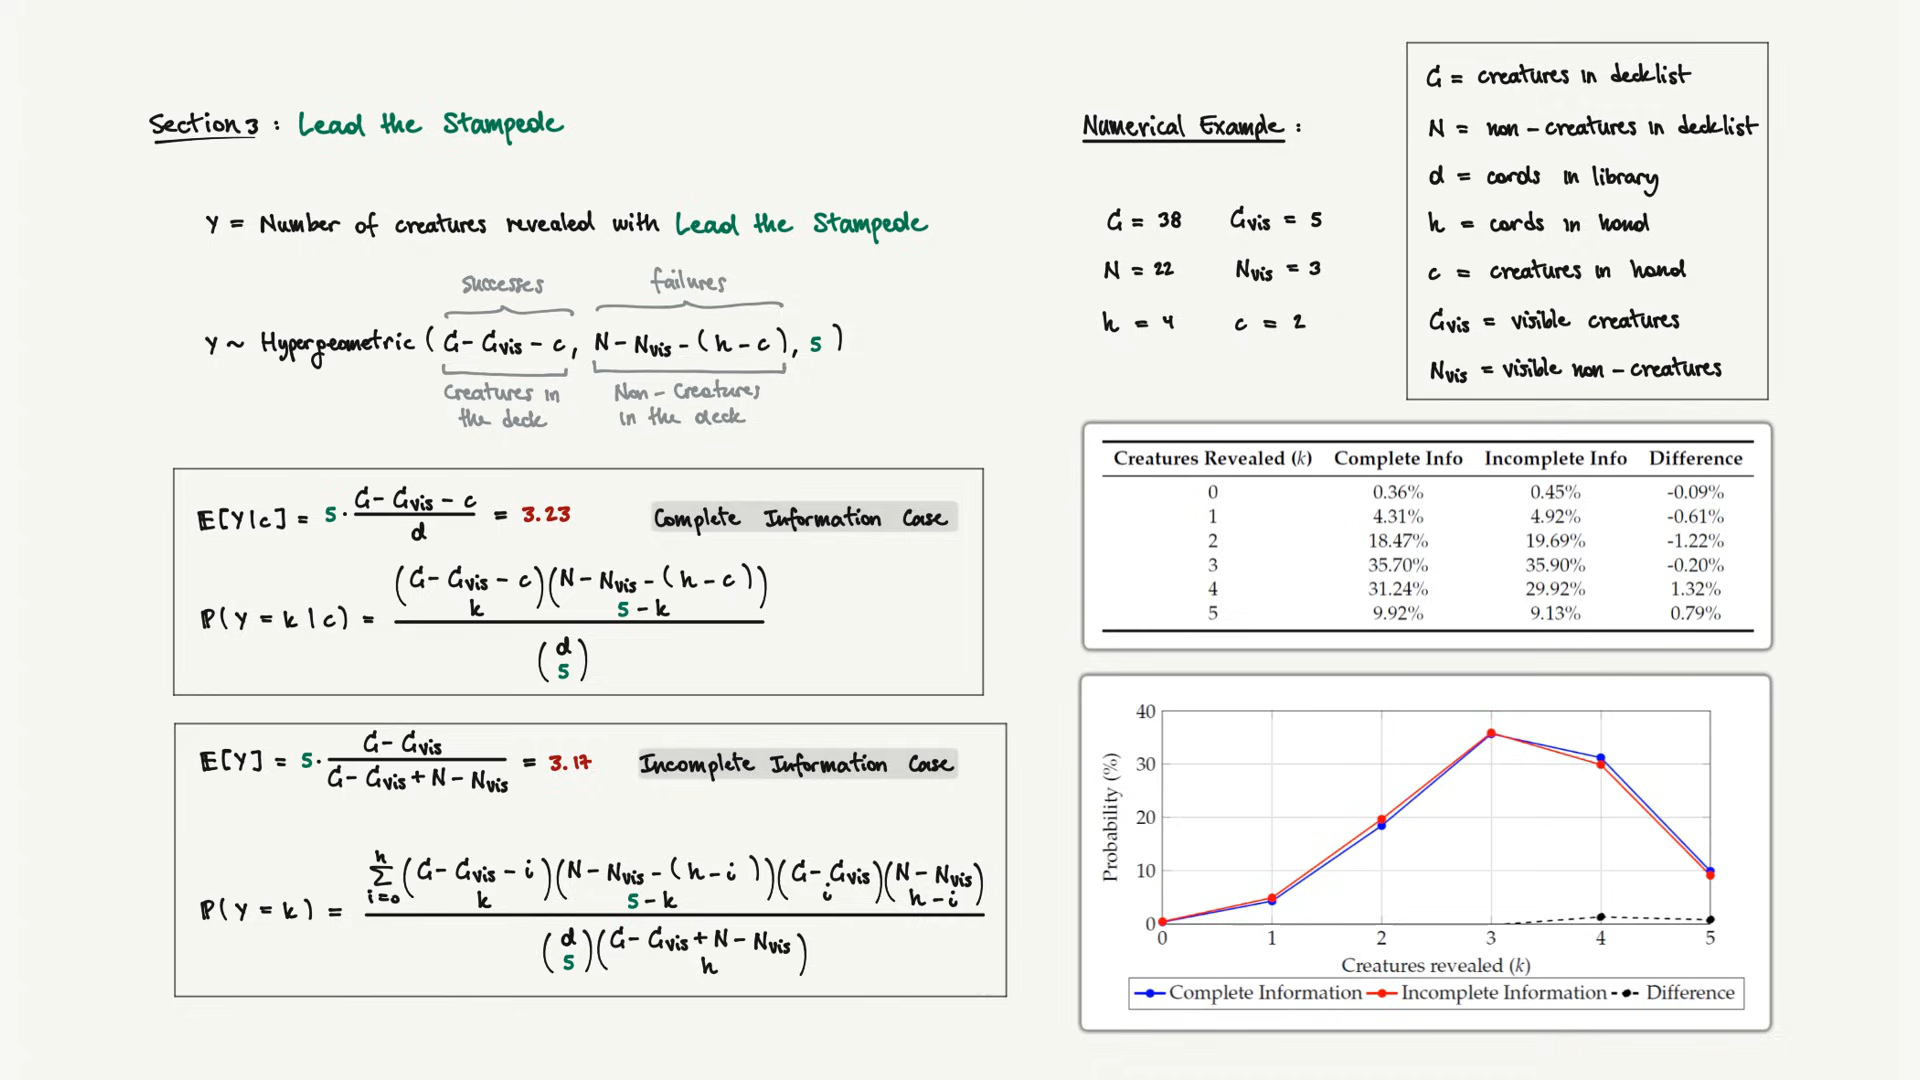 Section 3 : Lead the Stampede
Y = Number of creatures revealed with Lead the Stampede
successes failures
Y ~ Hypergeometric ( G - Gvis - c, N - Nvis - (h - c), 5 )
Creatures in the deck
Non - Creatures in the deck
E[Y|c] = 5 · (G - Gvis - c) / d = 3.23 Complete Information Case
P(Y = k | c) = (G - Gvis - c choose k)(N - Nvis - (h - c) choose 5 - k) / (d choose 5)
E[Y] = 5 · (G - Gvis) / (G - Gvis + N - Nvis) = 3.17 Incomplete Information Case
P(Y = k) = Σ i=0 h (G - Gvis - i choose k)(N - Nvis - (h - i) choose 5 - k)(G - Gvis choose i)(N - Nvis choose h - i) / (d choose 5)(G - Gvis + N - Nvis choose h)
Numerical Example :
G = 38 Gvis = 5
N = 22 Nvis = 3
h = 4 c = 2
G = creatures in decklist
N = non - creatures in decklist
d = cards in library
h = cards in hand
c = creatures in hand
Gvis = visible creatures
Nvis = visible non - creatures
Creatures Revealed (k) Complete Info Incomplete Info Difference
0 0.36% 0.45% -0.09%
1 4.31% 4.92% -0.61%
2 18.47% 19.69% -1.22%
3 35.70% 35.90% -0.20%
4 31.24% 29.92% 1.32%
5 9.92% 9.13% 0.79%
Probability (%)
40
30
20
10
0
0 1 2 3 4 5
Creatures revealed (k)
Complete Information Incomplete Information Difference